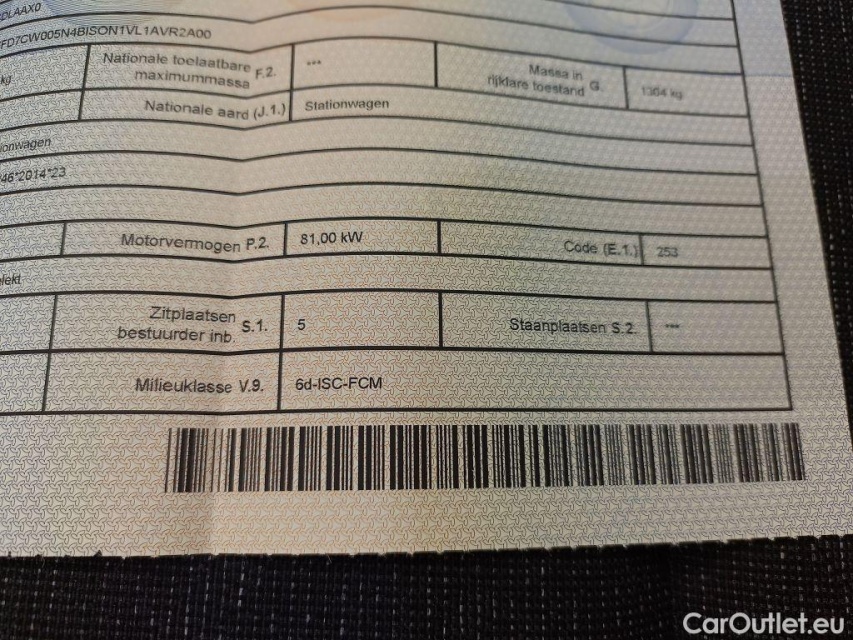 DLAAX0
FD7CW005N4BISON1VL1AVR2A00
kg
Nationale toelaatbare maximummassa F.2.
***
Massa in rijklare toestand G.
1304 kg
Nationale aard (J.1.)
Stationwagen
onwagen
46*2014*23
Motorvermogen P.2.
81,00 kW
Code (E.1.)
253
lekt
Zitplaatsen bestuurder inb. S.1.
5
Staanplaatsen S.2.
***
Milieuklasse V.9.
6d-ISC-FCM
CarOutlet.eu